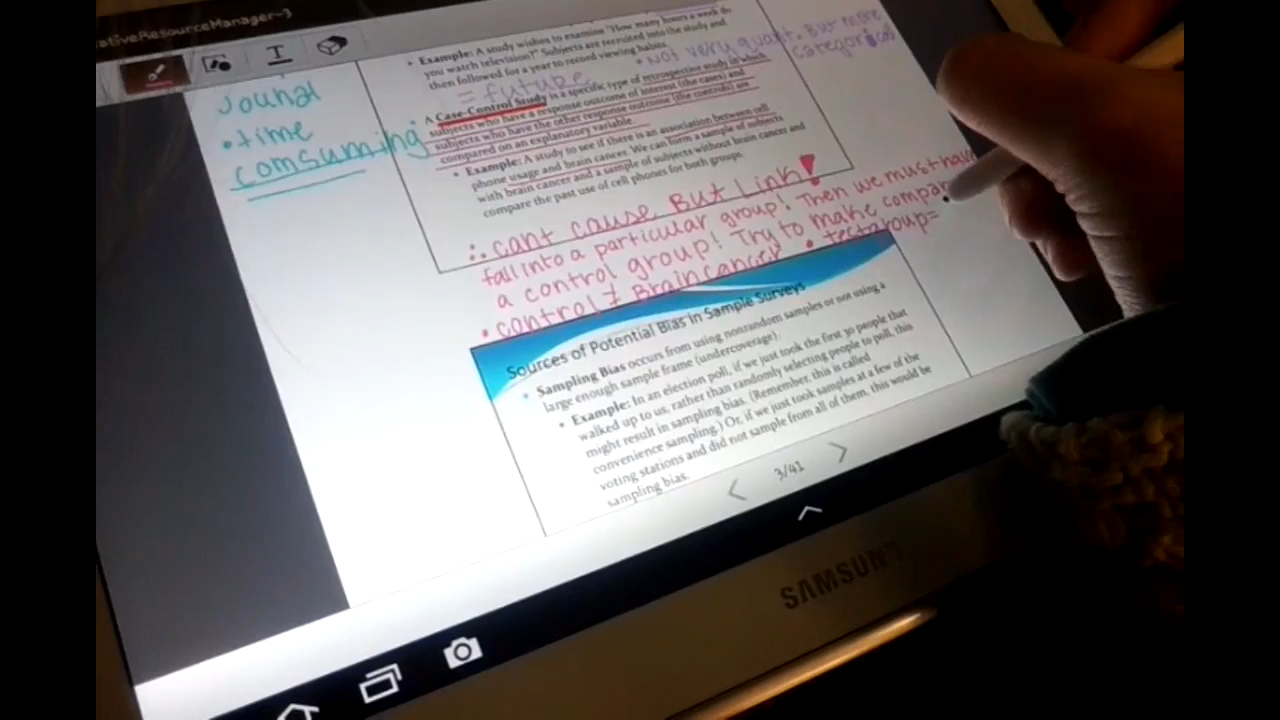 ativeResourceManager~3
T
• Example: A study wishes to examine "How many hours a week do
you watch television?" Subjects are recruited into the study and
then followed for a year to record viewing habits.
= future
• Not very quant. But more
categorical
Jounal
• time
comsuming
A Case-Control Study is a specific type of retrospective study in which
subjects who have a response outcome of interest (the cases) and
subjects who have the other response outcome (the controls) are
compared on an explanatory variable.
• Example: A study to see if there is an association between cell
phone usage and brain cancer. We can form a sample of subjects
with brain cancer and a sample of subjects without brain cancer and
compare the past use of cell phones for both groups.
∴ cant cause But Link!
fall into a particular group! Then we must have
a control group! Try to make compar
• control ≠ Brain cancer • testgroup=
Sources of Potential Bias in Sample Surveys
• Sampling Bias occurs from using nonrandom samples or not using a
large enough sample frame (undercoverage).
• Example: In an election poll, if we just took the first 30 people that
walked up to us, rather than randomly selecting people to poll, this
might result in sampling bias. (Remember, this is called
convenience sampling.) Or, if we just took samples at a few of the
voting stations and did not sample from all of them, this would be
sampling bias.
3/41
SAMSUNG